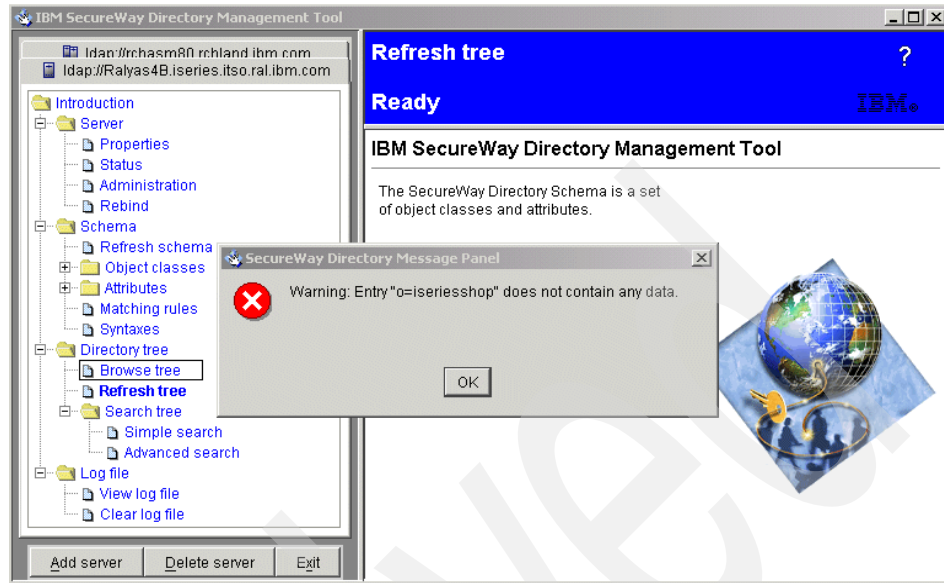 IBM SecureWay Directory Management Tool
ldap://rchasm80.rchland.ibm.com
ldap://Ralyas4B.iseries.itso.ral.ibm.com
Introduction
Server
Properties
Status
Administration
Rebind
Schema
Refresh schema
Object classes
Attributes
Matching rules
Syntaxes
Directory tree
Browse tree
Refresh tree
Search tree
Simple search
Advanced search
Log file
View log file
Clear log file
Add server Delete server Exit
Refresh tree ?
Ready IBM
IBM SecureWay Directory Management Tool
The SecureWay Directory Schema is a set
of object classes and attributes.
SecureWay Directory Message Panel
Warning: Entry "o=iseriesshop" does not contain any data.
OK